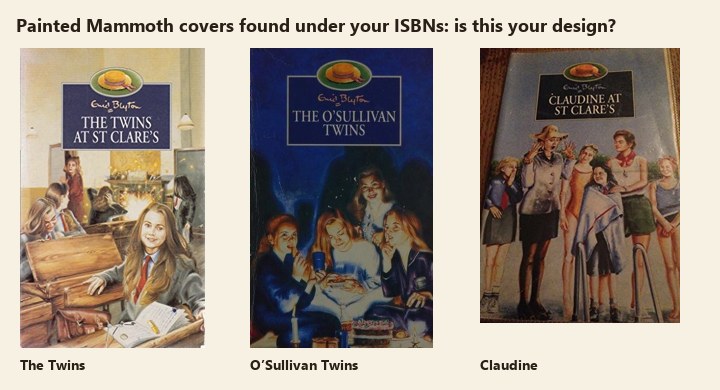 Painted Mammoth covers found under your ISBNs: is this your design?
Enid Blyton
THE TWINS
AT ST CLARE'S
Enid Blyton
THE O'SULLIVAN
TWINS
Enid Blyton
CLAUDINE AT
ST CLARE'S
The Twins
O’Sullivan Twins
Claudine